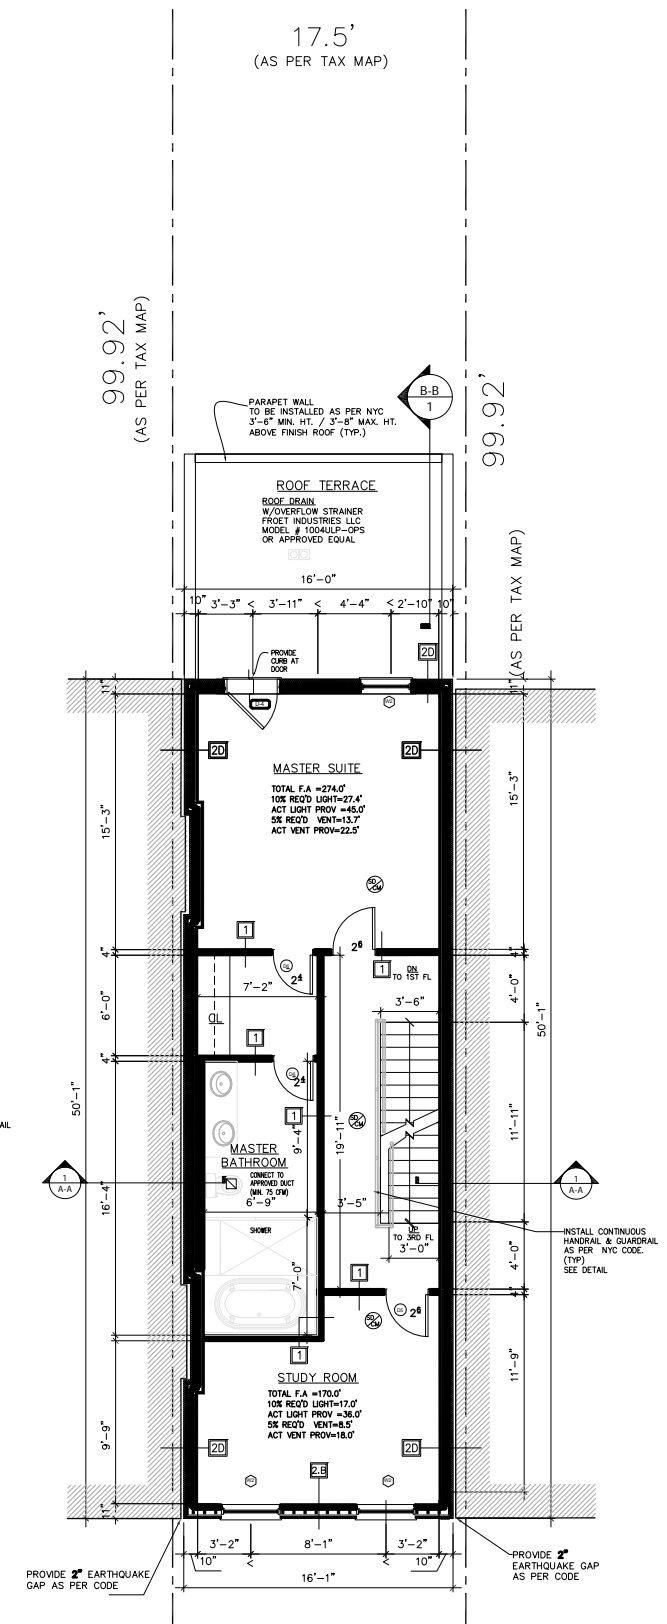 17.5'
(AS PER TAX MAP)
99.92'
(AS PER TAX MAP)
99.92'
(AS PER TAX MAP)
B-B
1
PARAPET WALL
TO BE INSTALLED AS PER NYC
3'-6" MIN. HT. / 3'-8" MAX. HT.
ABOVE FINISH ROOF (TYP.)
ROOF TERRACE
ROOF DRAIN
W/OVERFLOW STRAINER
FROET INDUSTRIES LLC
MODEL # 1004ULP-OPS
OR APPROVED EQUAL
16'-0"
10" 3'-3" < 3'-11" < 4'-4" < 2'-10" 10"
PROVIDE
CURB AT
DOOR
2D
11"
11"
W2
2D
2D
MASTER SUITE
TOTAL F.A =274.0'
10% REQ'D LIGHT=27.4'
ACT LIGHT PROV =45.0'
5% REQ'D VENT=13.7'
ACT VENT PROV=22.5'
15'-3"
15'-3"
SD/CM
1
2⁶
4"
4"
1
DN
TO 1ST FL
2⁴
7'-2"
3'-6"
6'-0"
4'-0"
CL
1
50'-1"
4"
2⁴
1
9'-4"
19'-11"
SD/CM
11'-11"
50'-1"
AIL
MASTER
BATHROOM
CONNECT TO
APPROVED DUCT
(MIN. 75 CFM)
6'-9"
3'-5"
1
A-A
1
A-A
16'-4"
SHOWER
UP
TO 3RD FL
3'-0"
INSTALL CONTINUOUS
HANDRAIL & GUARDRAIL
AS PER NYC CODE.
(TYP)
SEE DETAIL
7'-0"
4'-0"
1
4"
SD/CM
2⁶
4"
1
STUDY ROOM
TOTAL F.A =170.0'
10% REQ'D LIGHT=17.0'
ACT LIGHT PROV =36.0'
5% REQ'D VENT=8.5'
ACT VENT PROV=18.0'
11'-9"
9'-9"
2D
2D
2.B
W2
W2
11"
3'-2" 8'-1" 3'-2"
10" < < 10"
16'-1"
PROVIDE 2" EARTHQUAKE
GAP AS PER CODE
PROVIDE 2"
EARTHQUAKE GAP
AS PER CODE